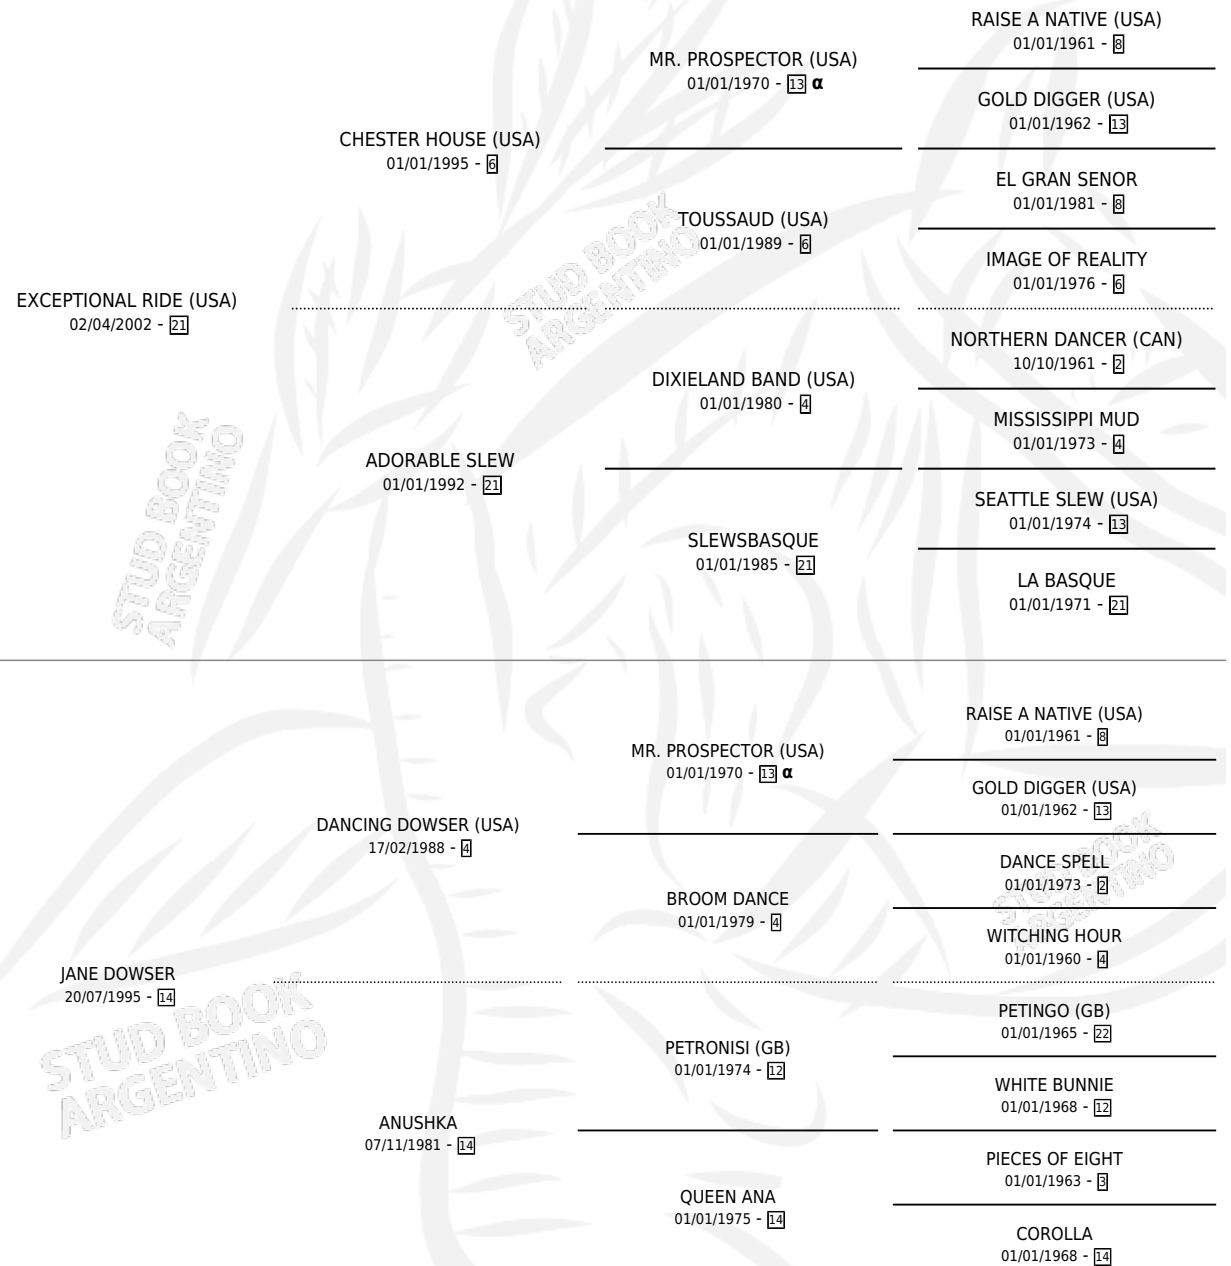 RAISE A NATIVE (USA)
01/01/1961 - 8
MR. PROSPECTOR (USA)
01/01/1970 - 13 α
GOLD DIGGER (USA)
01/01/1962 - 13
CHESTER HOUSE (USA)
01/01/1995 - 6
EL GRAN SENOR
01/01/1981 - 8
TOUSSAUD (USA)
01/01/1989 - 6
IMAGE OF REALITY
01/01/1976 - 6
EXCEPTIONAL RIDE (USA)
02/04/2002 - 21
NORTHERN DANCER (CAN)
10/10/1961 - 2
DIXIELAND BAND (USA)
01/01/1980 - 4
MISSISSIPPI MUD
01/01/1973 - 4
ADORABLE SLEW
01/01/1992 - 21
SEATTLE SLEW (USA)
01/01/1974 - 13
SLEWSBASQUE
01/01/1985 - 21
LA BASQUE
01/01/1971 - 21
STUD BOOK
ARGENTINO
STUD BOOK
ARGENTINO
RAISE A NATIVE (USA)
01/01/1961 - 8
MR. PROSPECTOR (USA)
01/01/1970 - 13 α
GOLD DIGGER (USA)
01/01/1962 - 13
DANCING DOWSER (USA)
17/02/1988 - 4
DANCE SPELL
01/01/1973 - 2
BROOM DANCE
01/01/1979 - 4
WITCHING HOUR
01/01/1960 - 4
JANE DOWSER
20/07/1995 - 14
PETINGO (GB)
01/01/1965 - 22
PETRONISI (GB)
01/01/1974 - 12
WHITE BUNNIE
01/01/1968 - 12
ANUSHKA
07/11/1981 - 14
PIECES OF EIGHT
01/01/1963 - 3
QUEEN ANA
01/01/1975 - 14
COROLLA
01/01/1968 - 14
STUD BOOK
ARGENTINO
STUD BOOK
ARGENTINO